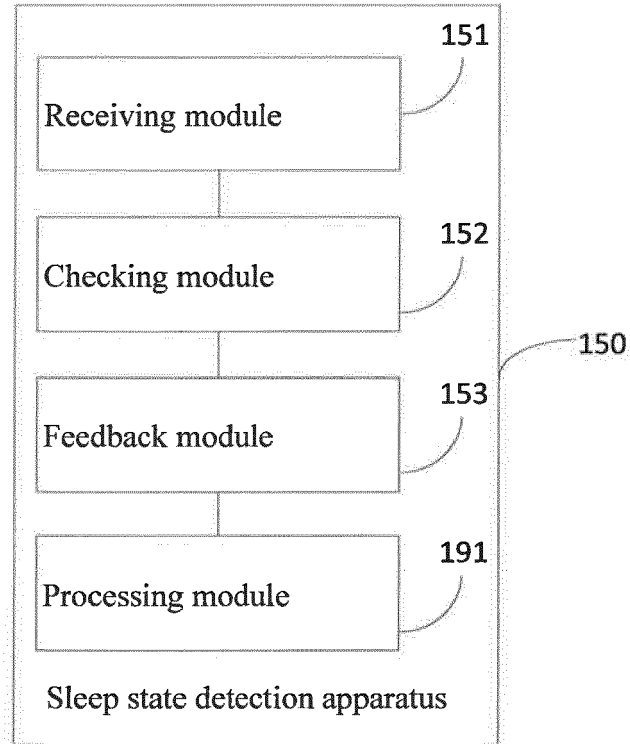 151
Receiving module
152
Checking module
150
153
Feedback module
191
Processing module
Sleep state detection apparatus